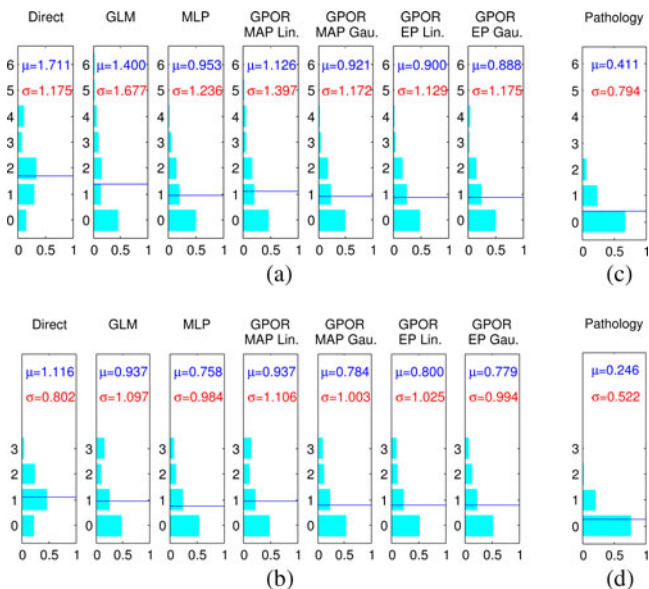 Direct GLM MLP GPOR GPOR GPOR GPOR Pathology
MAP Lin. MAP Gau. EP Lin. EP Gau.
6 μ=1.711 6 μ=1.400 6 μ=0.953 6 μ=1.126 6 μ=0.921 6 μ=0.900 6 μ=0.888 6 μ=0.411
5 σ=1.175 5 σ=1.677 5 σ=1.236 5 σ=1.397 5 σ=1.172 5 σ=1.129 5 σ=1.175 5 σ=0.794
4 4 4 4 4 4 4 4
3 3 3 3 3 3 3 3
2 2 2 2 2 2 2 2
1 1 1 1 1 1 1 1
0 0 0 0 0 0 0 0
0 0.5 1 0 0.5 1 0 0.5 1 0 0.5 1 0 0.5 1 0 0.5 1 0 0.5 1 0 0.5 1
(a) (c)
Direct GLM MLP GPOR GPOR GPOR GPOR Pathology
MAP Lin. MAP Gau. EP Lin. EP Gau.
μ=1.116 μ=0.937 μ=0.758 μ=0.937 μ=0.784 μ=0.800 μ=0.779 μ=0.246
σ=0.802 σ=1.097 σ=0.984 σ=1.106 σ=1.003 σ=1.025 σ=0.994 σ=0.522
3 3 3 3 3 3 3 3
2 2 2 2 2 2 2 2
1 1 1 1 1 1 1 1
0 0 0 0 0 0 0 0
0 0.5 1 0 0.5 1 0 0.5 1 0 0.5 1 0 0.5 1 0 0.5 1 0 0.5 1 0 0.5 1
(b) (d)